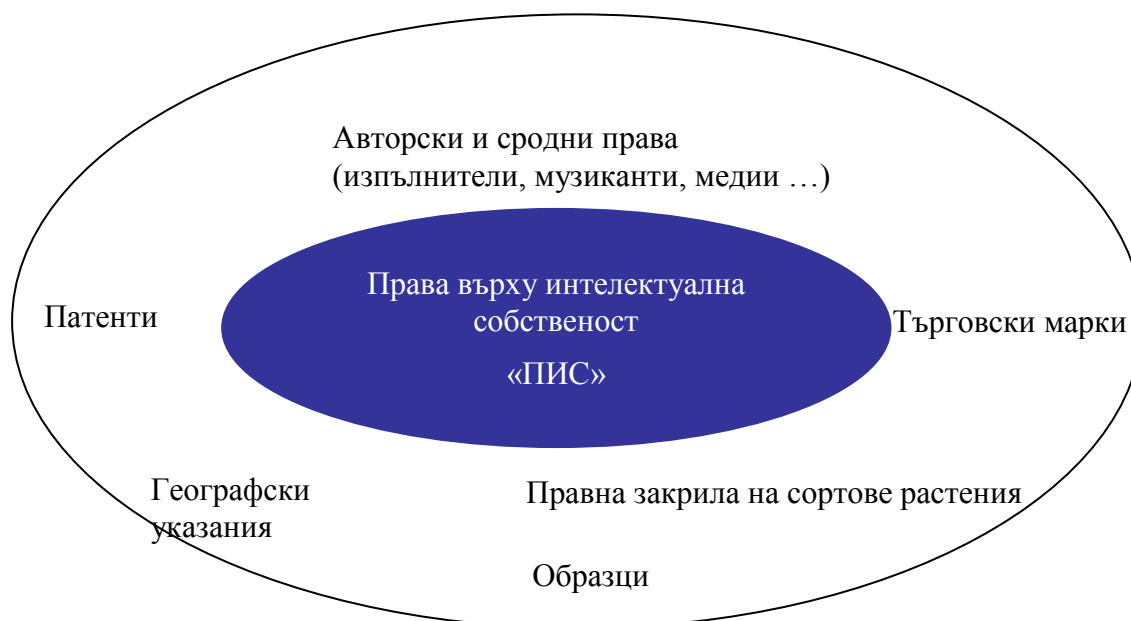 Авторски и сродни права
(изпълнители, музиканти, медии …)
Права върху интелектуална
собственост
«ПИС»
Патенти
Търговски марки
Географски
указания
Правна закрила на сортове растения
Образци